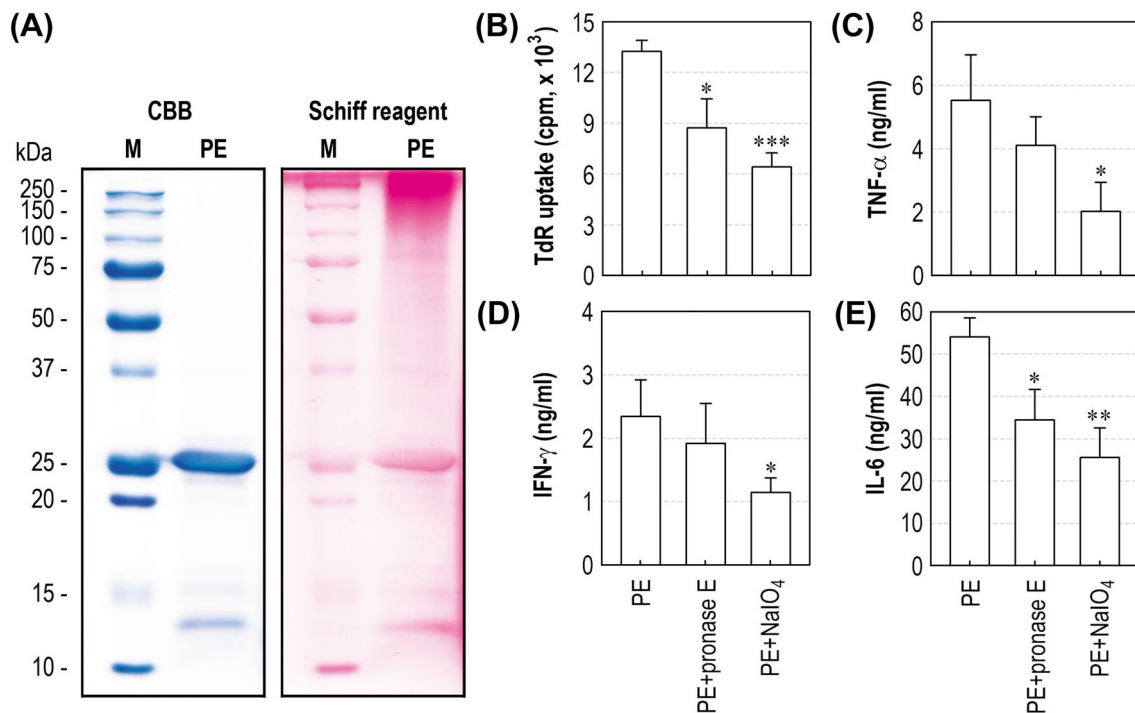 (A)
CBB
Schiff reagent
kDa
M
PE
M
PE
250 -
150 -
100 -
75 -
50 -
37 -
25 -
20 -
15 -
10 -
(B)
TdR uptake (cpm, x 10³)
15
12
9
6
3
0
*
***
(C)
TNF-α (ng/ml)
8
6
4
2
0
*
(D)
IFN-γ (ng/ml)
4
3
2
1
0
*
PE
PE+pronase E
PE+NaIO₄
(E)
IL-6 (ng/ml)
60
50
40
30
20
10
0
*
**
PE
PE+pronase E
PE+NaIO₄